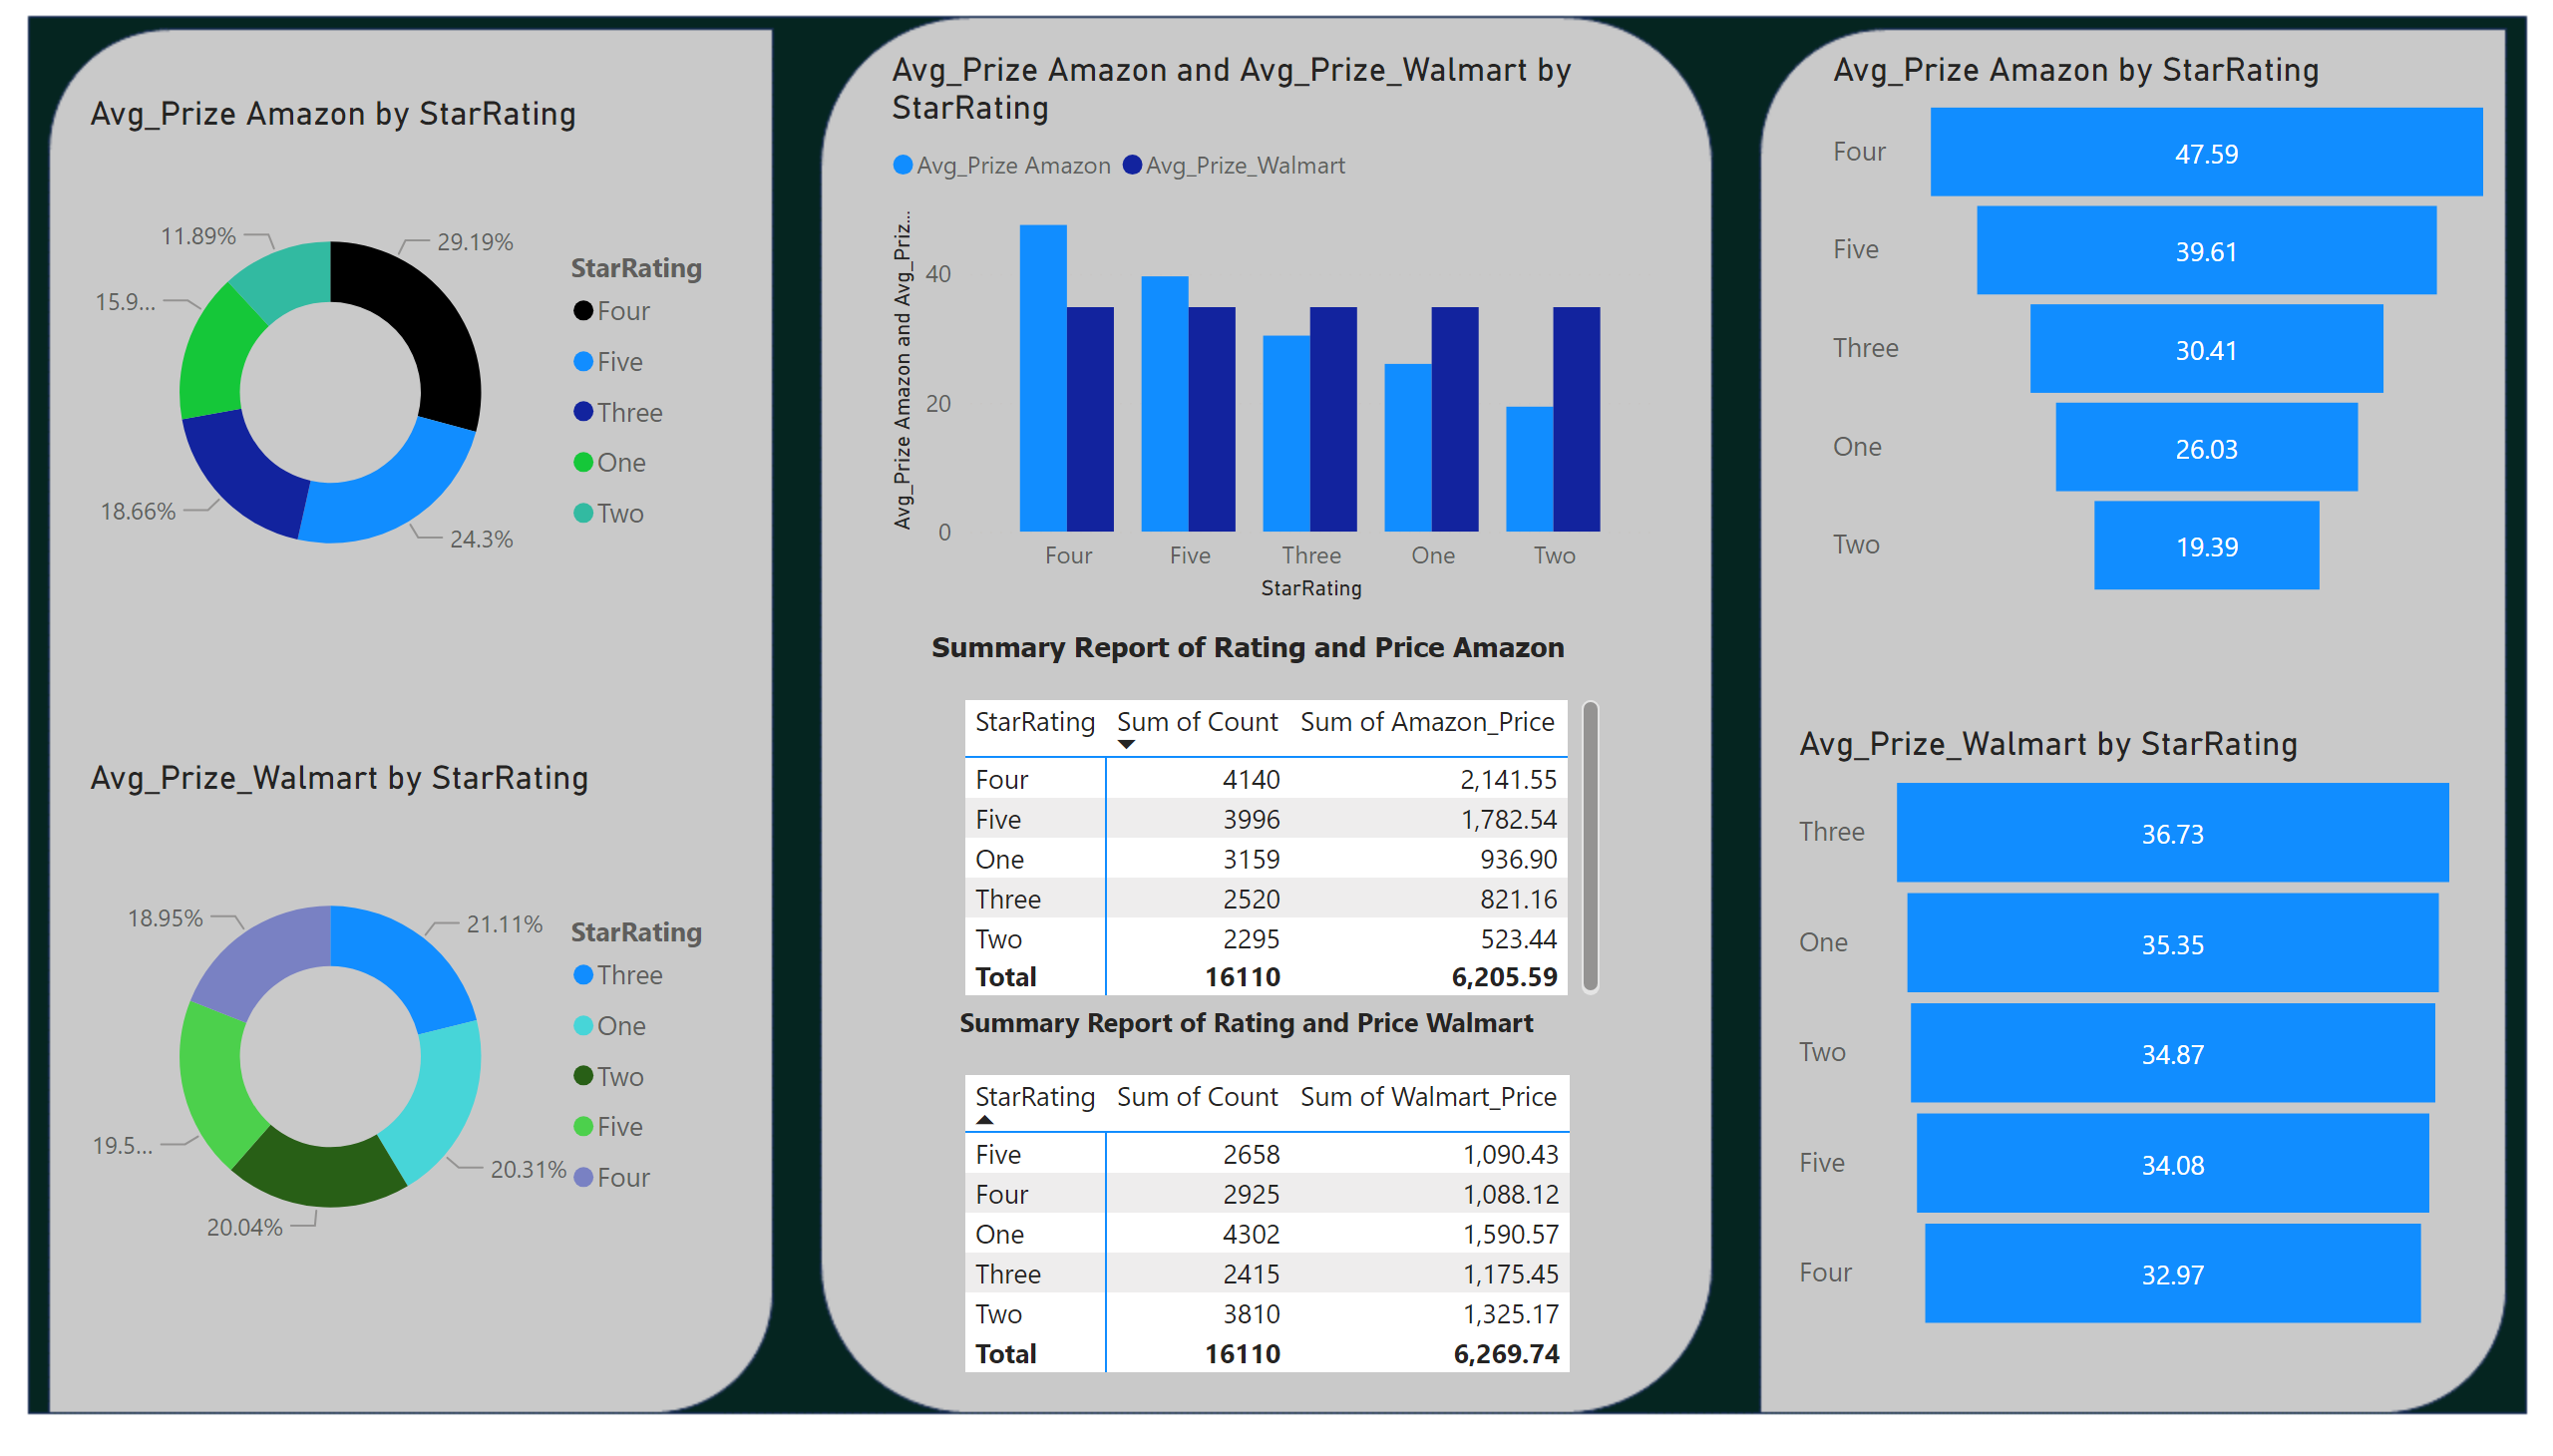 Avg_Prize Amazon by StarRating
11.89%
29.19%
15.9...
18.66%
24.3%
StarRating
Four
Five
Three
One
Two
Avg_Prize_Walmart by StarRating
18.95%
21.11%
19.5...
20.31%
20.04%
StarRating
Three
One
Two
Five
Four
Avg_Prize Amazon and Avg_Prize_Walmart by
StarRating
Avg_Prize Amazon Avg_Prize_Walmart
Avg_Prize Amazon and Avg_Priz...
40
20
0
Four Five Three One Two
StarRating
Summary Report of Rating and Price Amazon
StarRating Sum of Count Sum of Amazon_Price
Four 4140 2,141.55
Five 3996 1,782.54
One 3159 936.90
Three 2520 821.16
Two 2295 523.44
Total 16110 6,205.59
Summary Report of Rating and Price Walmart
StarRating Sum of Count Sum of Walmart_Price
Five 2658 1,090.43
Four 2925 1,088.12
One 4302 1,590.57
Three 2415 1,175.45
Two 3810 1,325.17
Total 16110 6,269.74
Avg_Prize Amazon by StarRating
Four 47.59
Five 39.61
Three 30.41
One 26.03
Two 19.39
Avg_Prize_Walmart by StarRating
Three 36.73
One 35.35
Two 34.87
Five 34.08
Four 32.97